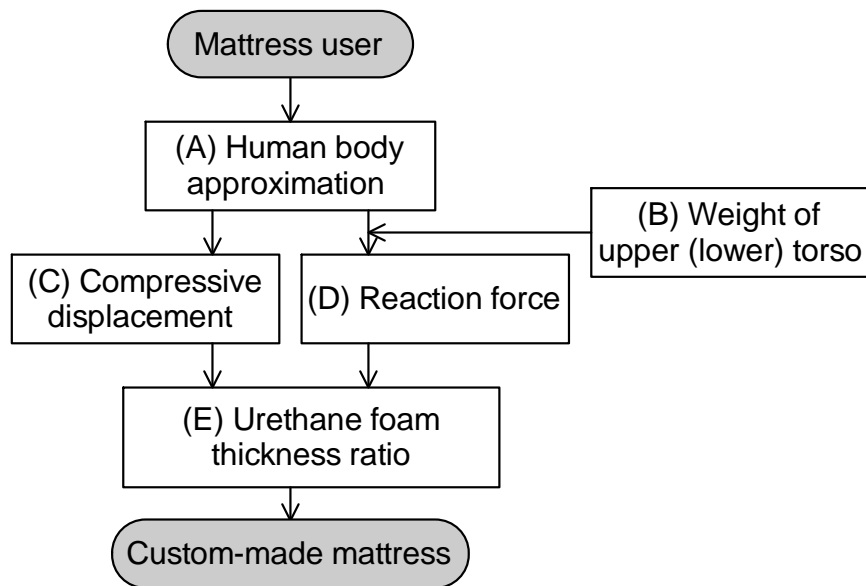 Mattress user
(A) Human body
approximation
(B) Weight of
upper (lower) torso
(C) Compressive
displacement
(D) Reaction force
(E) Urethane foam
thickness ratio
Custom-made mattress